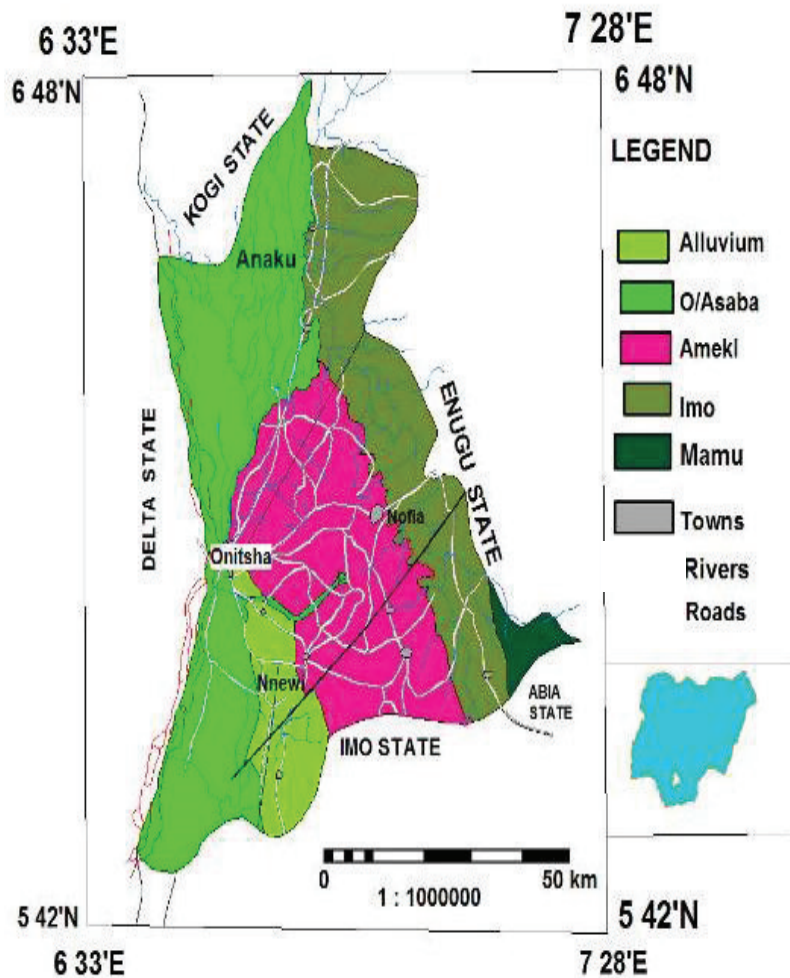 6 33'E
7 28'E
6 48'N
6 48'N
LEGEND
KOGI STATE
Anaku
Alluvium
O/Asaba
Ameki
Imo
Mamu
Towns
Rivers
Roads
DELTA STATE
ENUGU STATE
Nofia
Onitsha
Nnewi
ABIA
STATE
IMO STATE
0
50 km
1 : 1000000
5 42'N
5 42'N
6 33'E
7 28'E